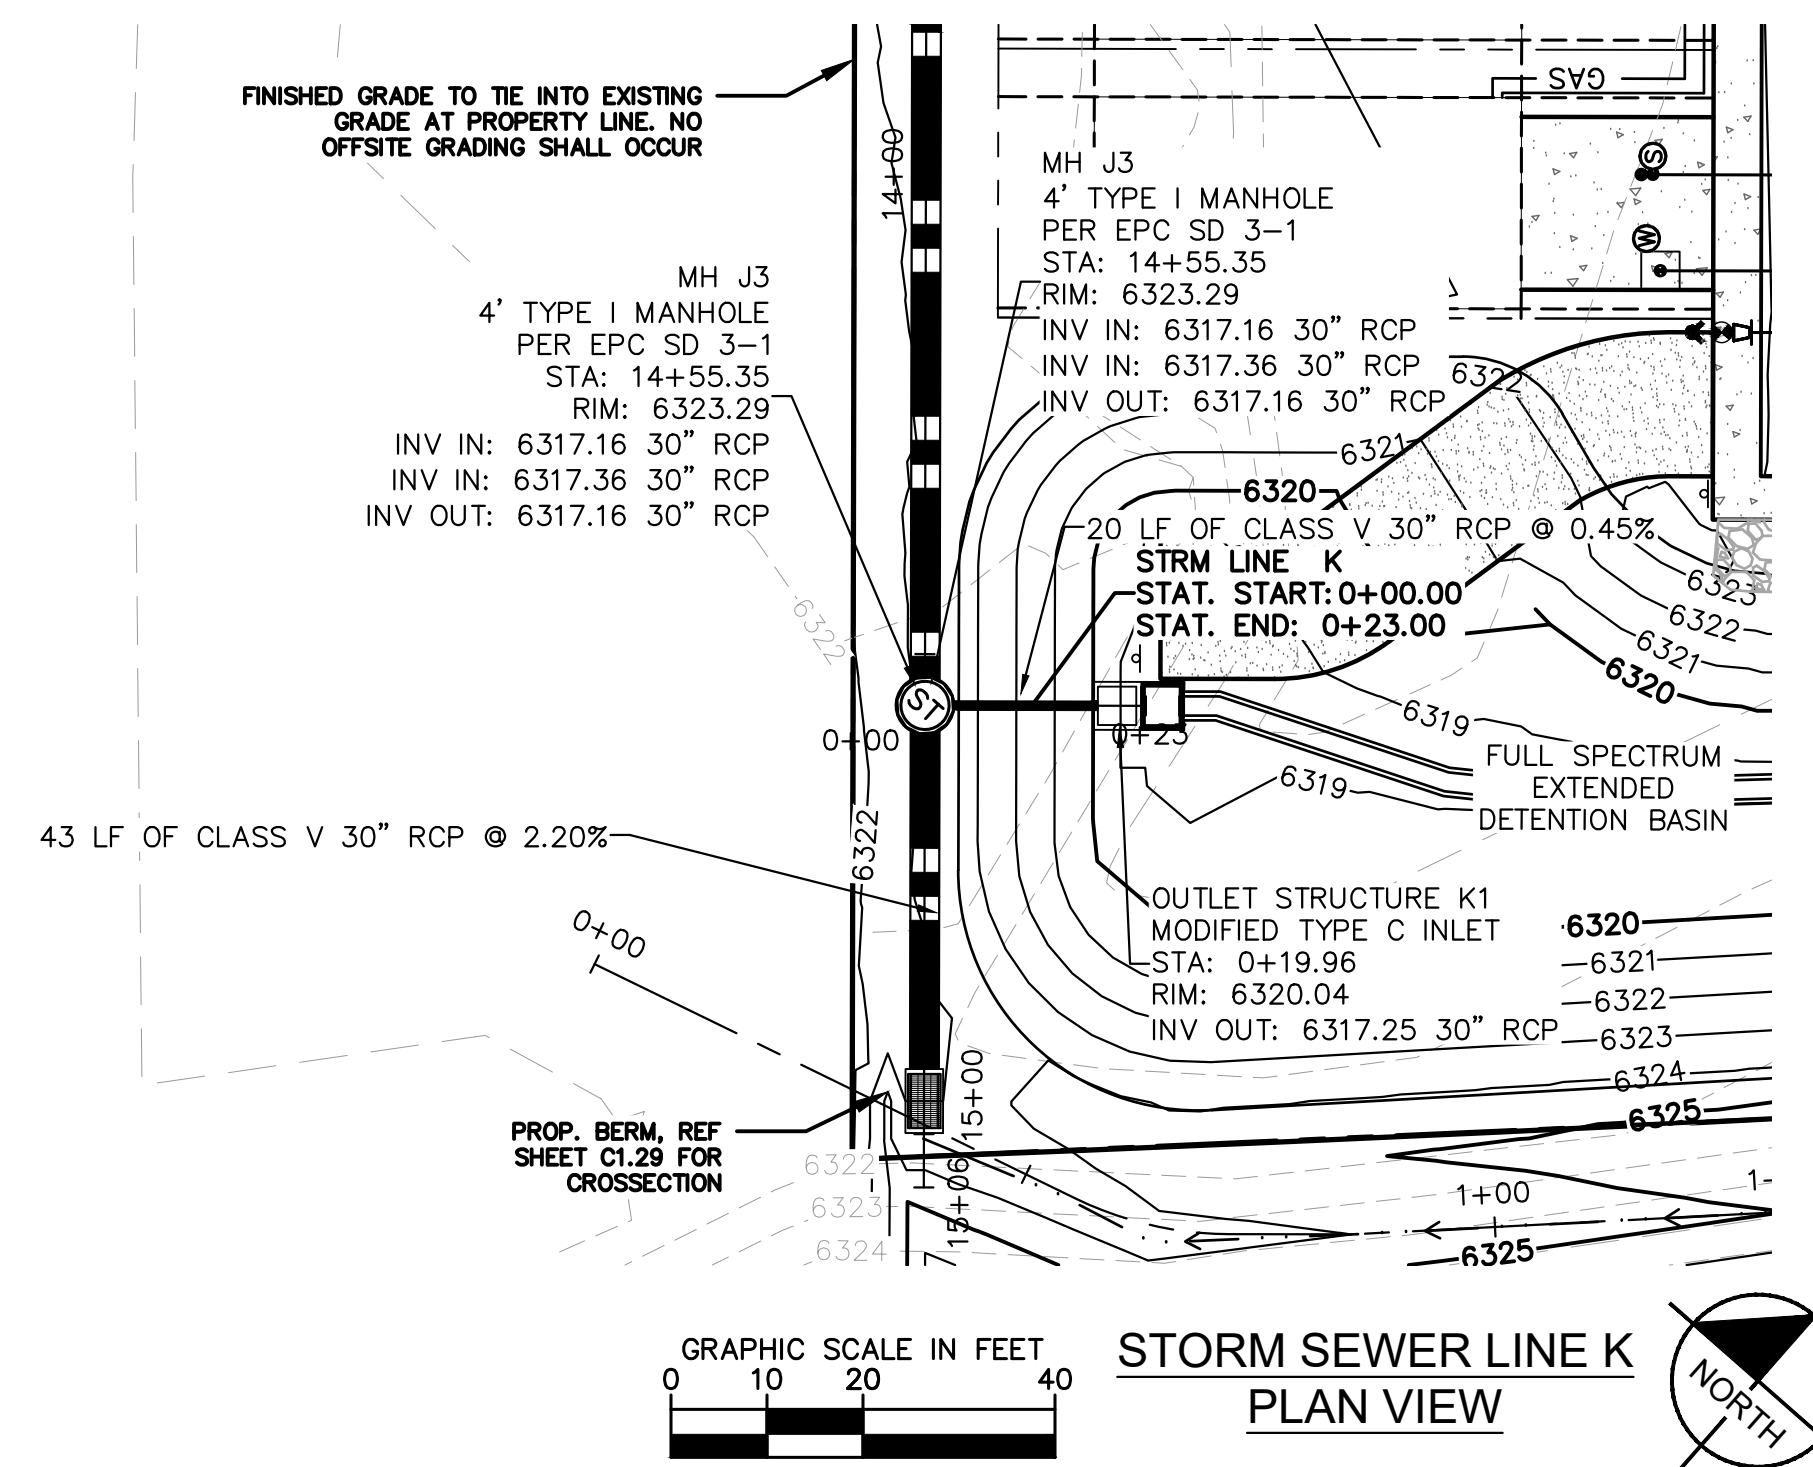 FINISHED GRADE TO TIE INTO EXISTING
GRADE AT PROPERTY LINE. NO
OFFSITE GRADING SHALL OCCUR
14+00
GAS
S
W
MH J3
4' TYPE I MANHOLE
PER EPC SD 3-1
STA: 14+55.35
RIM: 6323.29
INV IN: 6317.16 30" RCP
INV IN: 6317.36 30" RCP
INV OUT: 6317.16 30" RCP
MH J3
4' TYPE I MANHOLE
PER EPC SD 3-1
STA: 14+55.35
RIM: 6323.29
INV IN: 6317.16 30" RCP
INV IN: 6317.36 30" RCP
INV OUT: 6317.16 30" RCP
6322
6321
6320
20 LF OF CLASS V 30" RCP @ 0.45%
STRM LINE K
STAT. START: 0+00.00
STAT. END: 0+23.00
6323
6322
6321
6320
6322
ST
0+00
0+23
6319
6319
FULL SPECTRUM
EXTENDED
DETENTION BASIN
43 LF OF CLASS V 30" RCP @ 2.20%
6322
OUTLET STRUCTURE K1
MODIFIED TYPE C INLET
STA: 0+19.96
RIM: 6320.04
INV OUT: 6317.25 30" RCP
0+00
6320
6321
6322
6323
6324
6325
15+00
PROP. BERM, REF
SHEET C1.29 FOR
CROSSECTION
6322
6323
6324
15+06
1+00
1-
6325
GRAPHIC SCALE IN FEET
0 10 20 40
STORM SEWER LINE K
PLAN VIEW
NORTH